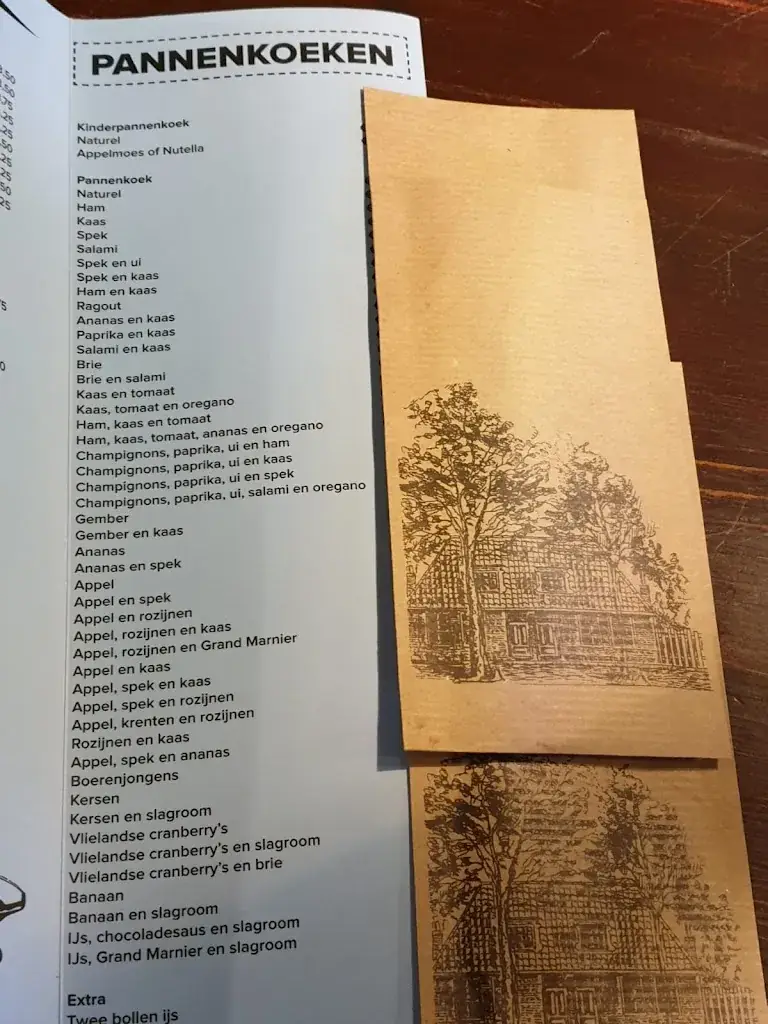 PANNENKOEKEN
Kinderpannenkoek
Naturel
Appelmoes of Nutella
Pannenkoek
Naturel
Ham
Kaas
Spek
Salami
Spek en ui
Spek en kaas
Ham en kaas
Ragout
Ananas en kaas
Paprika en kaas
Salami en kaas
Brie
Brie en salami
Kaas en tomaat
Kaas, tomaat en oregano
Ham, kaas en tomaat
Ham, kaas, tomaat, ananas en oregano
Champignons, paprika, ui en ham
Champignons, paprika, ui en kaas
Champignons, paprika, ui en spek
Champignons, paprika, ui, salami en oregano
Gember
Gember en kaas
Ananas
Ananas en spek
Appel
Appel en spek
Appel en rozijnen
Appel, rozijnen en kaas
Appel, rozijnen en Grand Marnier
Appel en kaas
Appel, spek en kaas
Appel, spek en rozijnen
Appel, krenten en rozijnen
Rozijnen en kaas
Appel, spek en ananas
Boerenjongens
Kersen
Kersen en slagroom
Vlielandse cranberry's
Vlielandse cranberry's en slagroom
Vlielandse cranberry's en brie
Banaan
Banaan en slagroom
IJs, chocoladesaus en slagroom
IJs, Grand Marnier en slagroom
Extra
Twee bollen ijs